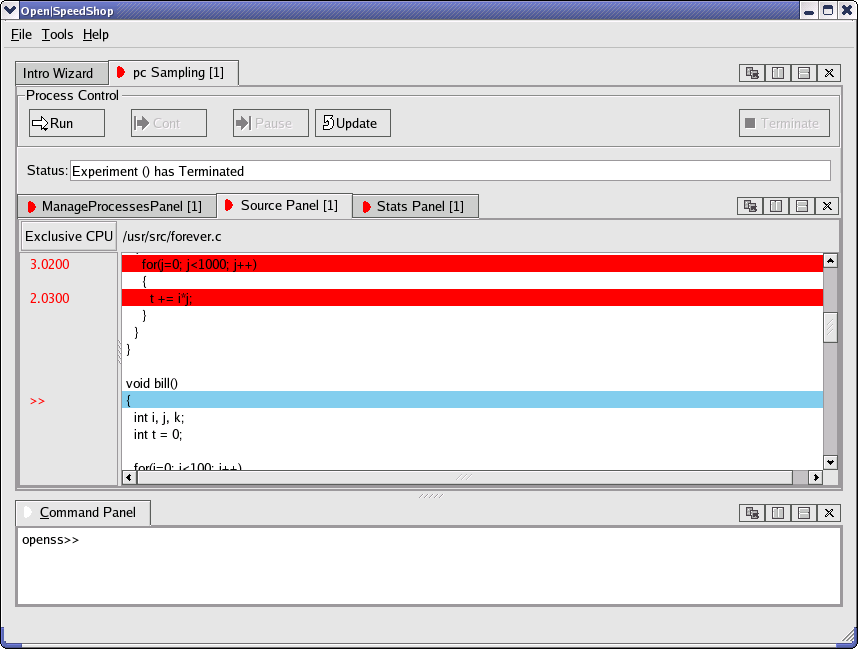 Open|SpeedShop
File Tools Help
Intro Wizard pc Sampling [1]
Process Control
Run Cont Pause Update Terminate
Status: Experiment () has Terminated
ManageProcessesPanel [1] Source Panel [1] Stats Panel [1]
Exclusive CPU /usr/src/forever.c
3.0200 for(j=0; j<1000; j++)
{
2.0300 t += i*j;
}
}
}
void bill()
>> {
int i, j, k;
int t = 0;
for(i=0; i<100; i++)
Command Panel
openss>>